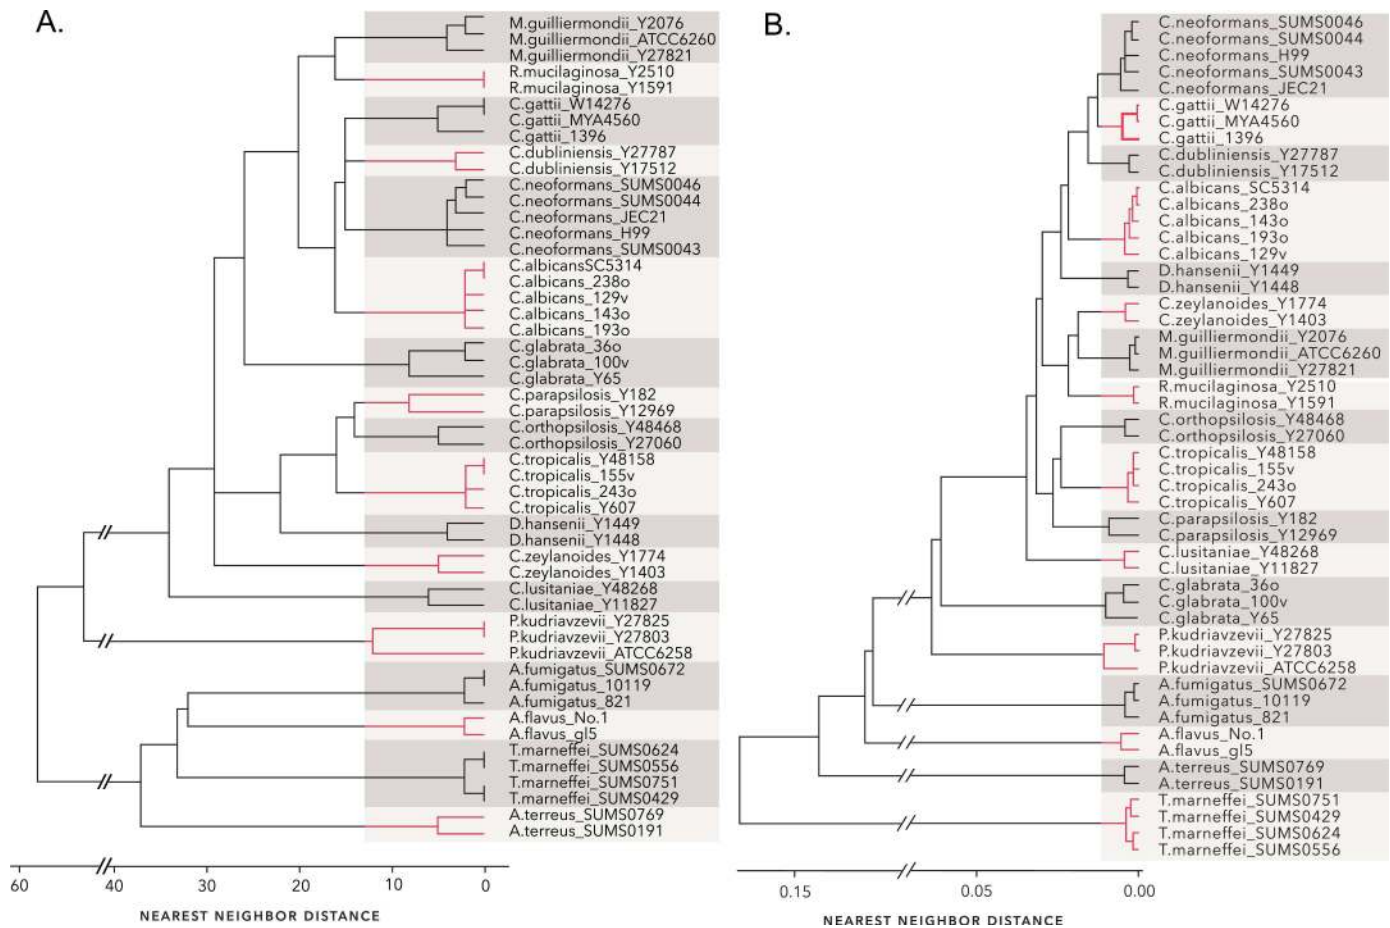 A.
M.guilliermondii_Y2076
M.guilliermondii_ATCC6260
M.guilliermondii_Y27821
R.mucilaginosa_Y2510
R.mucilaginosa_Y1591
C.gattii_W14276
C.gattii_MYA4560
C.gattii_1396
C.dubliniensis_Y27787
C.dubliniensis_Y17512
C.neoformans_SUMS0046
C.neoformans_SUMS0044
C.neoformans_JEC21
C.neoformans_H99
C.neoformans_SUMS0043
C.albicansSC5314
C.albicans_238o
C.albicans_129v
C.albicans_143o
C.albicans_193o
C.glabrata_36o
C.glabrata_100v
C.glabrata_Y65
C.parapsilosis_Y182
C.parapsilosis_Y12969
C.orthopsilosis_Y48468
C.orthopsilosis_Y27060
C.tropicalis_Y48158
C.tropicalis_155v
C.tropicalis_243o
C.tropicalis_Y607
D.hansenii_Y1449
D.hansenii_Y1448
C.zeylanoides_Y1774
C.zeylanoides_Y1403
C.lusitaniae_Y48268
C.lusitaniae_Y11827
P.kudriavzevii_Y27825
P.kudriavzevii_Y27803
P.kudriavzevii_ATCC6258
A.fumigatus_SUMS0672
A.fumigatus_10119
A.fumigatus_821
A.flavus_No.1
A.flavus_gl5
T.marneffei_SUMS0624
T.marneffei_SUMS0556
T.marneffei_SUMS0751
T.marneffei_SUMS0429
A.terreus_SUMS0769
A.terreus_SUMS0191
60 40 30 20 10 0
NEAREST NEIGHBOR DISTANCE
B.
C.neoformans_SUMS0046
C.neoformans_SUMS0044
C.neoformans_H99
C.neoformans_SUMS0043
C.neoformans_JEC21
C.gattii_W14276
C.gattii_MYA4560
C.gattii_1396
C.dubliniensis_Y27787
C.dubliniensis_Y17512
C.albicans_SC5314
C.albicans_238o
C.albicans_143o
C.albicans_193o
C.albicans_129v
D.hansenii_Y1449
D.hansenii_Y1448
C.zeylanoides_Y1774
C.zeylanoides_Y1403
M.guilliermondii_Y2076
M.guilliermondii_ATCC6260
M.guilliermondii_Y27821
R.mucilaginosa_Y2510
R.mucilaginosa_Y1591
C.orthopsilosis_Y48468
C.orthopsilosis_Y27060
C.tropicalis_Y48158
C.tropicalis_155v
C.tropicalis_243o
C.tropicalis_Y607
C.parapsilosis_Y182
C.parapsilosis_Y12969
C.lusitaniae_Y48268
C.lusitaniae_Y11827
C.glabrata_36o
C.glabrata_100v
C.glabrata_Y65
P.kudriavzevii_Y27825
P.kudriavzevii_Y27803
P.kudriavzevii_ATCC6258
A.fumigatus_SUMS0672
A.fumigatus_10119
A.fumigatus_821
A.flavus_No.1
A.flavus_gl5
A.terreus_SUMS0769
A.terreus_SUMS0191
T.marneffei_SUMS0751
T.marneffei_SUMS0429
T.marneffei_SUMS0624
T.marneffei_SUMS0556
0.15 0.05 0.00
NEAREST NEIGHBOR DISTANCE